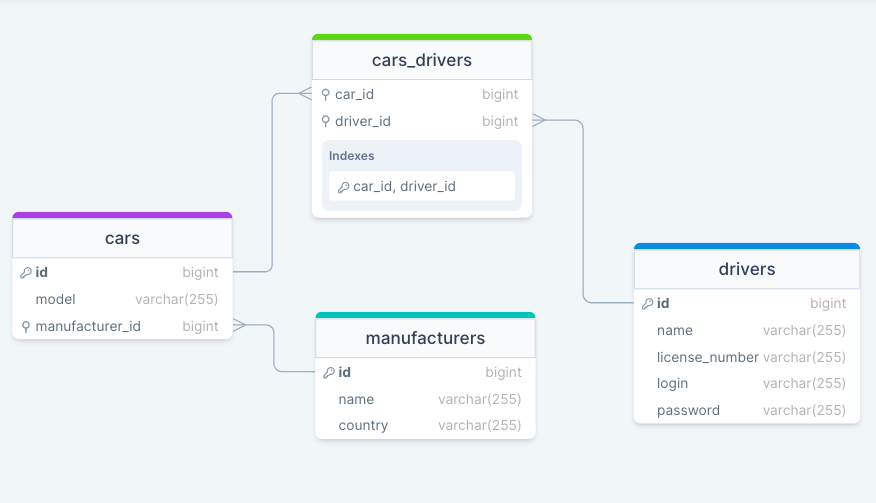 cars_drivers
car_id bigint
driver_id bigint
Indexes
car_id, driver_id
cars
id bigint
model varchar(255)
manufacturer_id bigint
manufacturers
id bigint
name varchar(255)
country varchar(255)
drivers
id bigint
name varchar(255)
license_number varchar(255)
login varchar(255)
password varchar(255)